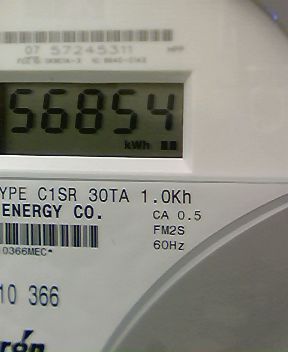 07 57245311
56854
kWh
YPE C1SR 30TA 1.0Kh
ENERGY CO. CA 0.5
FM2S
60Hz
0366MEC*
10 366
rón